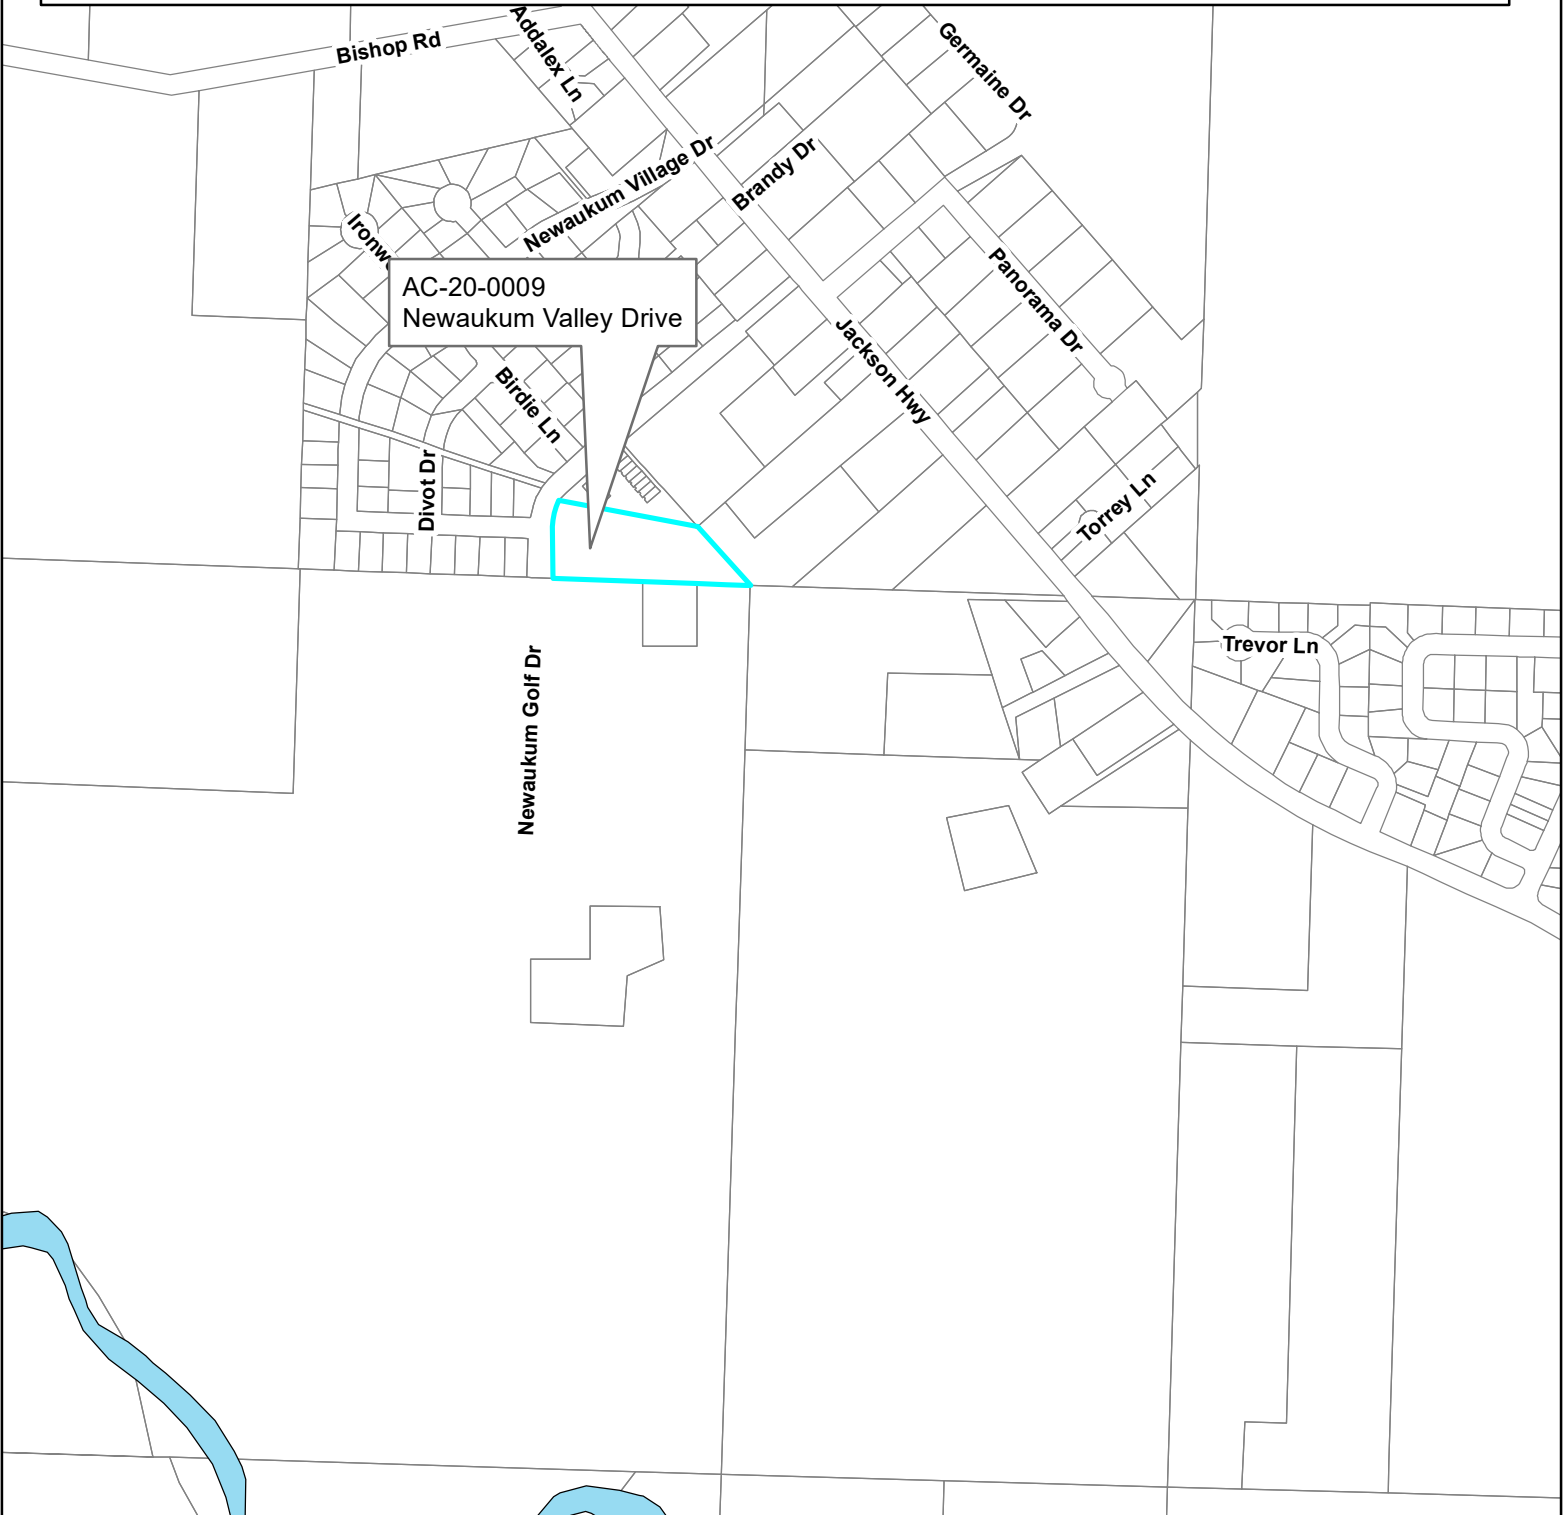 Bishop Rd
Addalex Ln
Germaine Dr
Newaukum Village Dr
Brandy Dr
Ironw
AC-20-0009
Newaukum Valley Drive
Panorama Dr
Jackson Hwy
Birdie Ln
Divot Dr
Torrey Ln
Trevor Ln
Newaukum Golf Dr